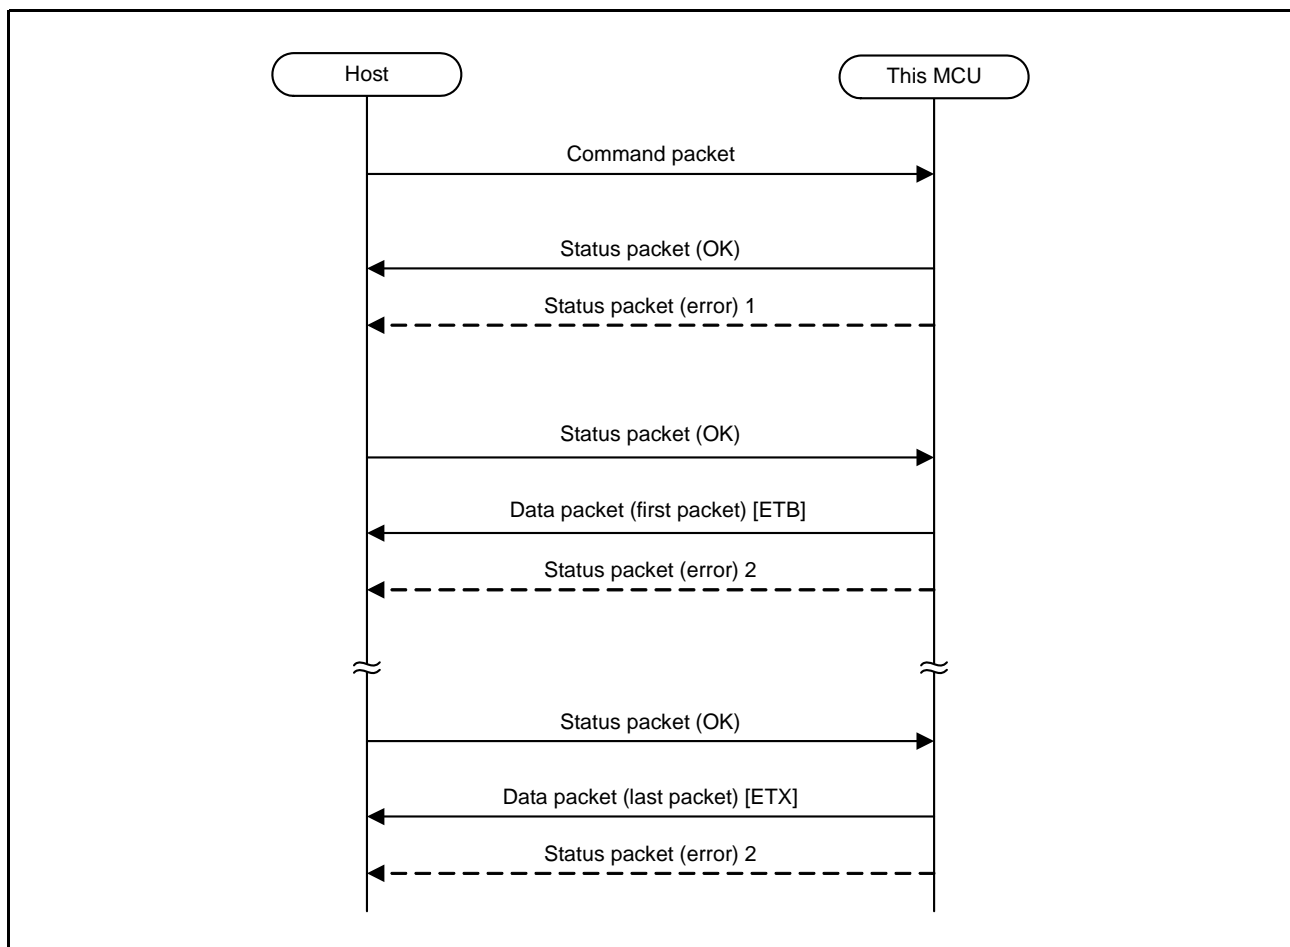 Host
This MCU
Command packet
Status packet (OK)
Status packet (error) 1
Status packet (OK)
Data packet (first packet) [ETB]
Status packet (error) 2
Status packet (OK)
Data packet (last packet) [ETX]
Status packet (error) 2